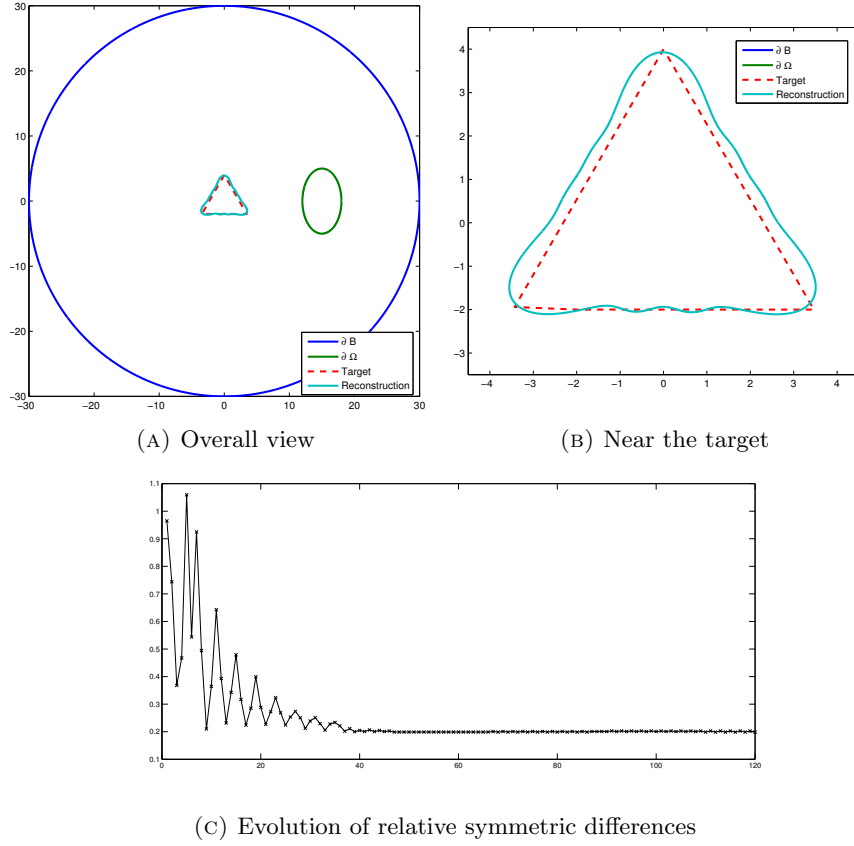 30
20
10
0
−10
−20
−30
−30 −20 −10 0 10 20 30
∂ B
∂ Ω
Target
Reconstruction
(A) Overall view
4
3
2
1
0
−1
−2
−3
−4 −3 −2 −1 0 1 2 3 4
∂ B
∂ Ω
Target
Reconstruction
(B) Near the target
1.1
1
0.9
0.8
0.7
0.6
0.5
0.4
0.3
0.2
0.1
0 20 40 60 80 100 120
(C) Evolution of relative symmetric differences